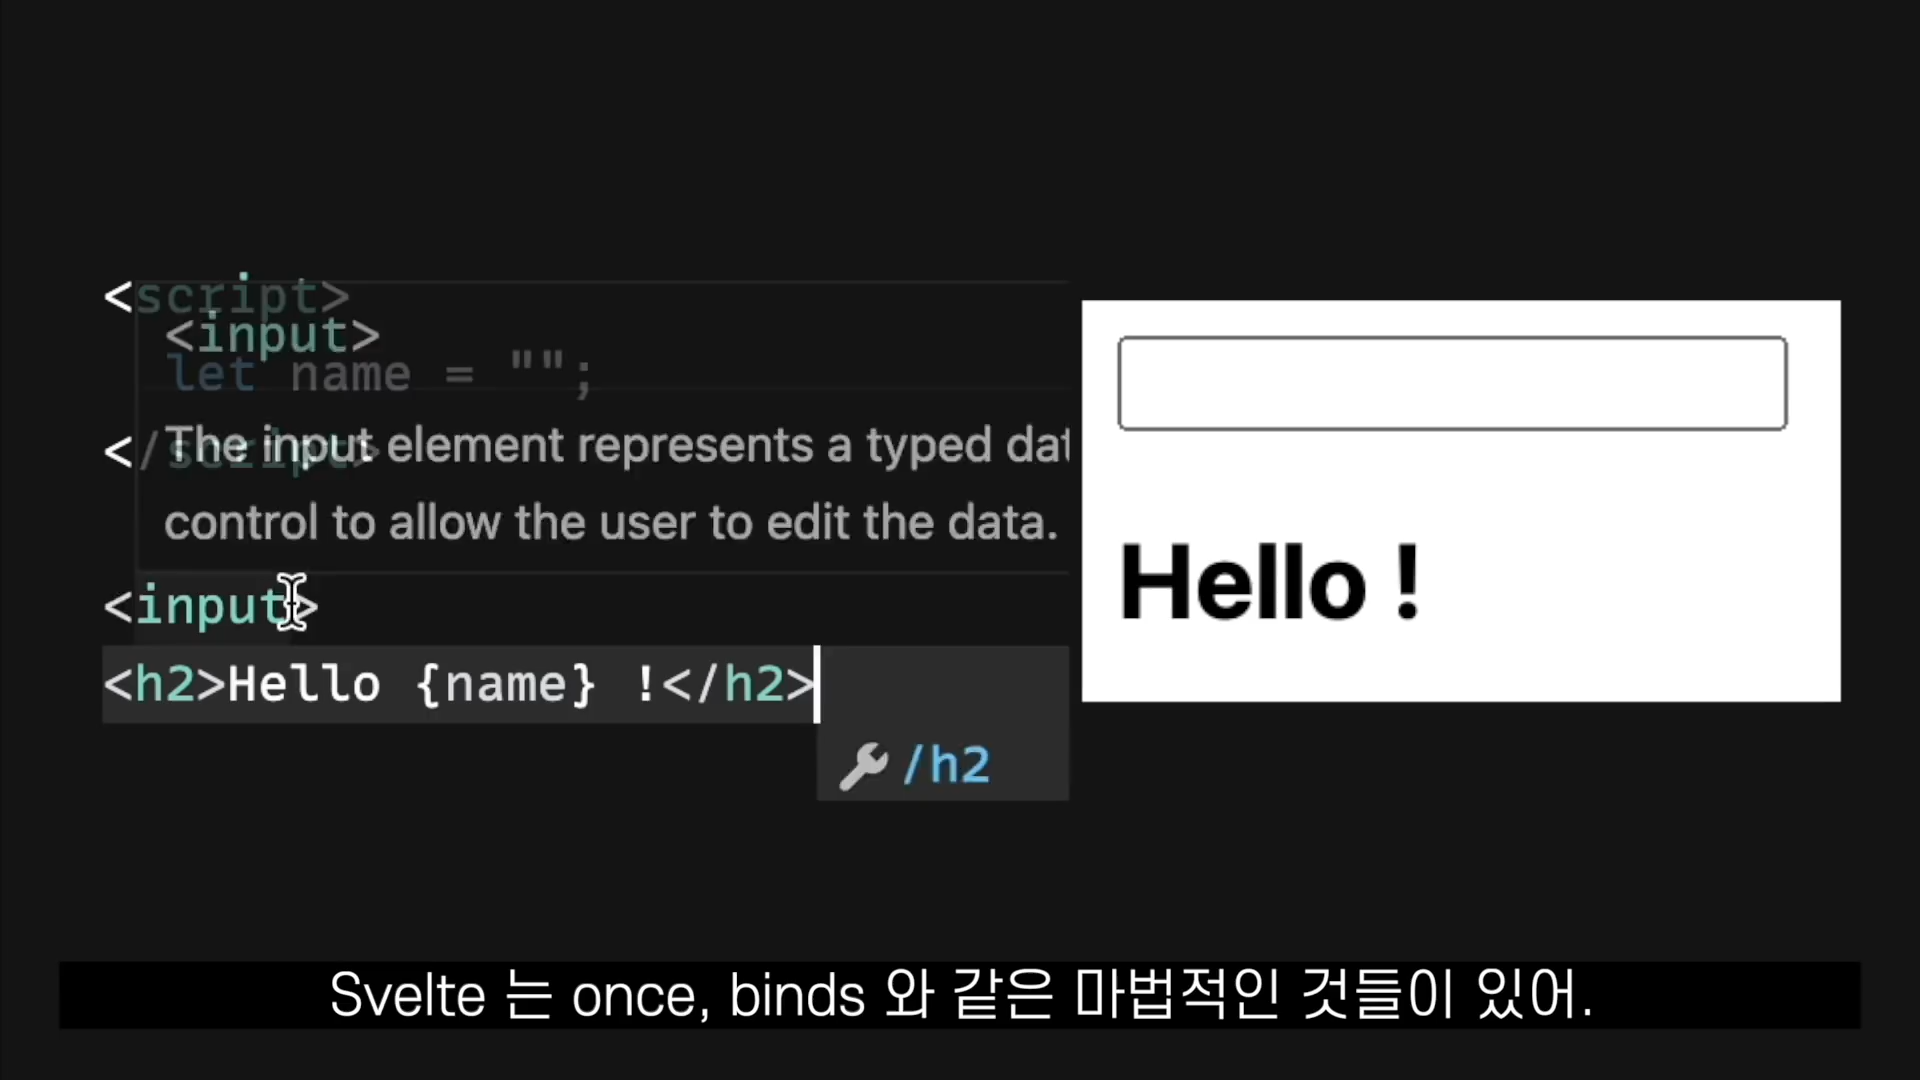 <script>
<input>
let name = "";
The input element represents a typed dat
</script>
control to allow the user to edit the data.
<input>
<h2>Hello {name} !</h2>
/h2
Hello !
Svelte 는 once, binds 와 같은 마법적인 것들이 있어.